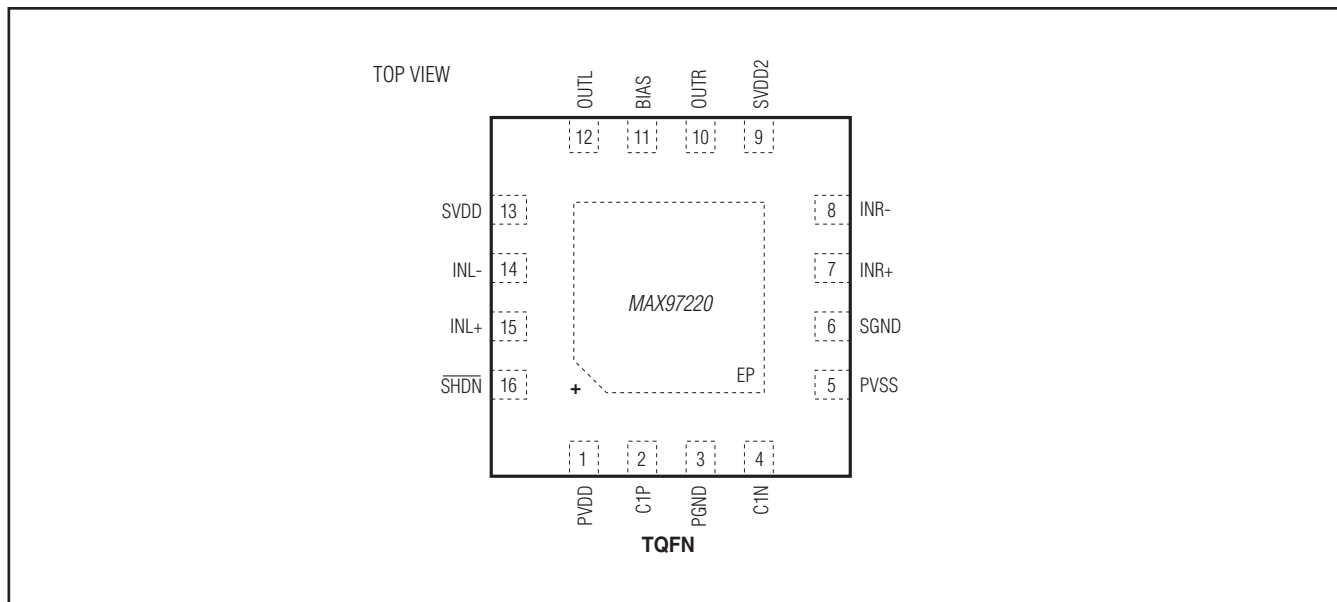 TOP VIEW
OUTL
BIAS
OUTR
SVDD2
12
11
10
9
SVDD 13
8 INR-
INL- 14
7 INR+
MAX97220
INL+ 15
6 SGND
EP
SHDN 16
+
5 PVSS
1
2
3
4
PVDD
C1P
PGND
C1N
TQFN